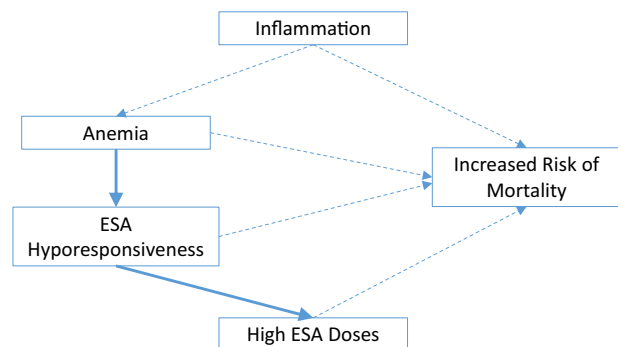 Inflammation
Anemia
Increased Risk of
Mortality
ESA
Hyporesponsiveness
High ESA Doses